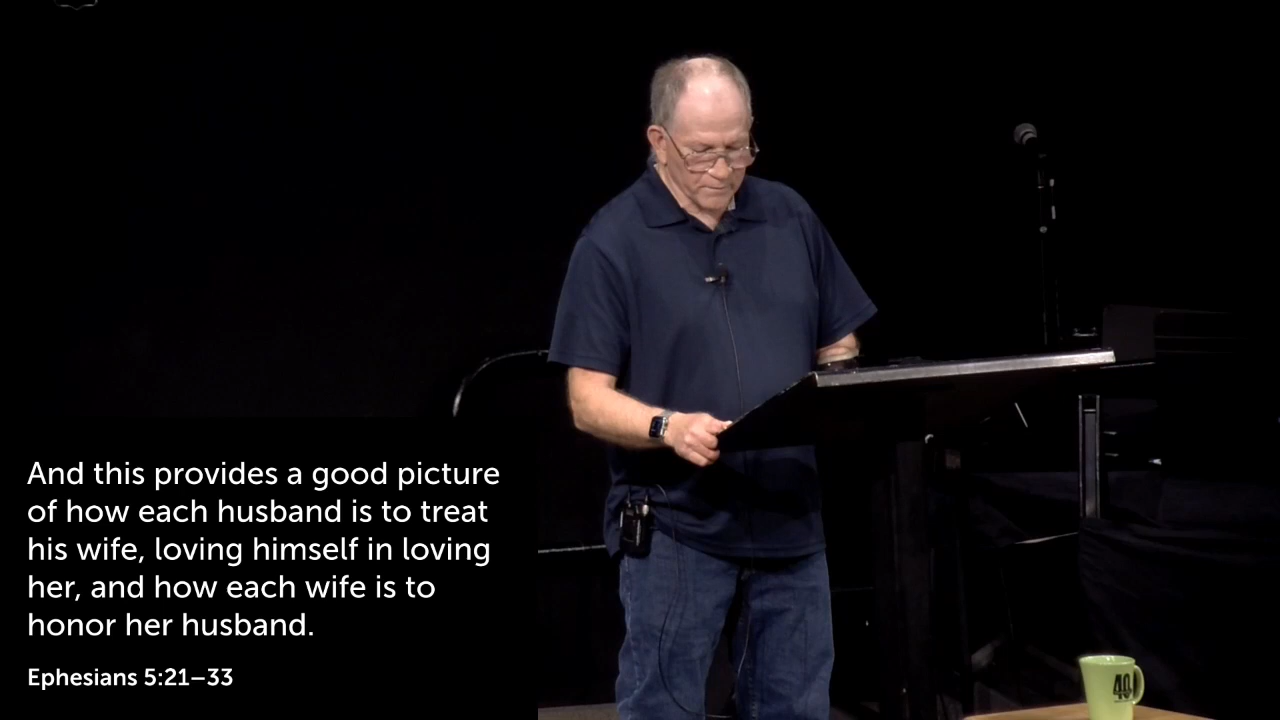 And this provides a good picture
of how each husband is to treat
his wife, loving himself in loving
her, and how each wife is to
honor her husband.
Ephesians 5:21–33
40